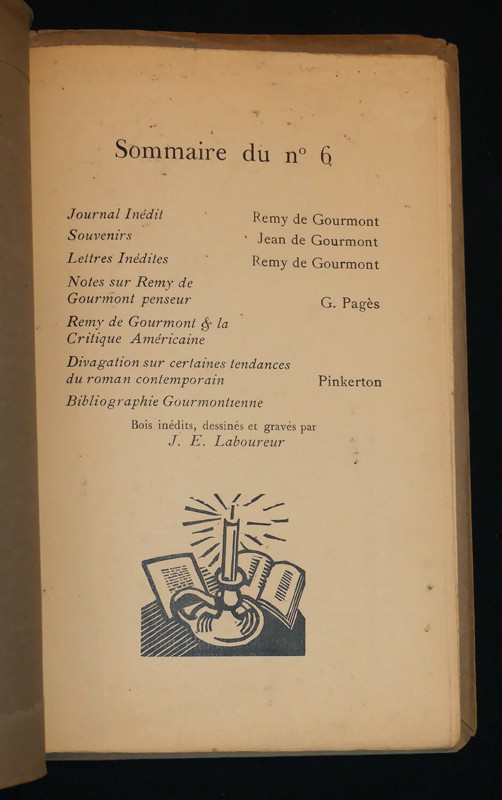 Sommaire du nº 6
Journal Inédit Remy de Gourmont
Souvenirs Jean de Gourmont
Lettres Inédites Remy de Gourmont
Notes sur Remy de
Gourmont penseur G. Pagès
Remy de Gourmont & la
Critique Américaine
Divagation sur certaines tendances
du roman contemporain Pinkerton
Bibliographie Gourmontienne
Bois inédits, dessinés et gravés par
J. E. Laboureur